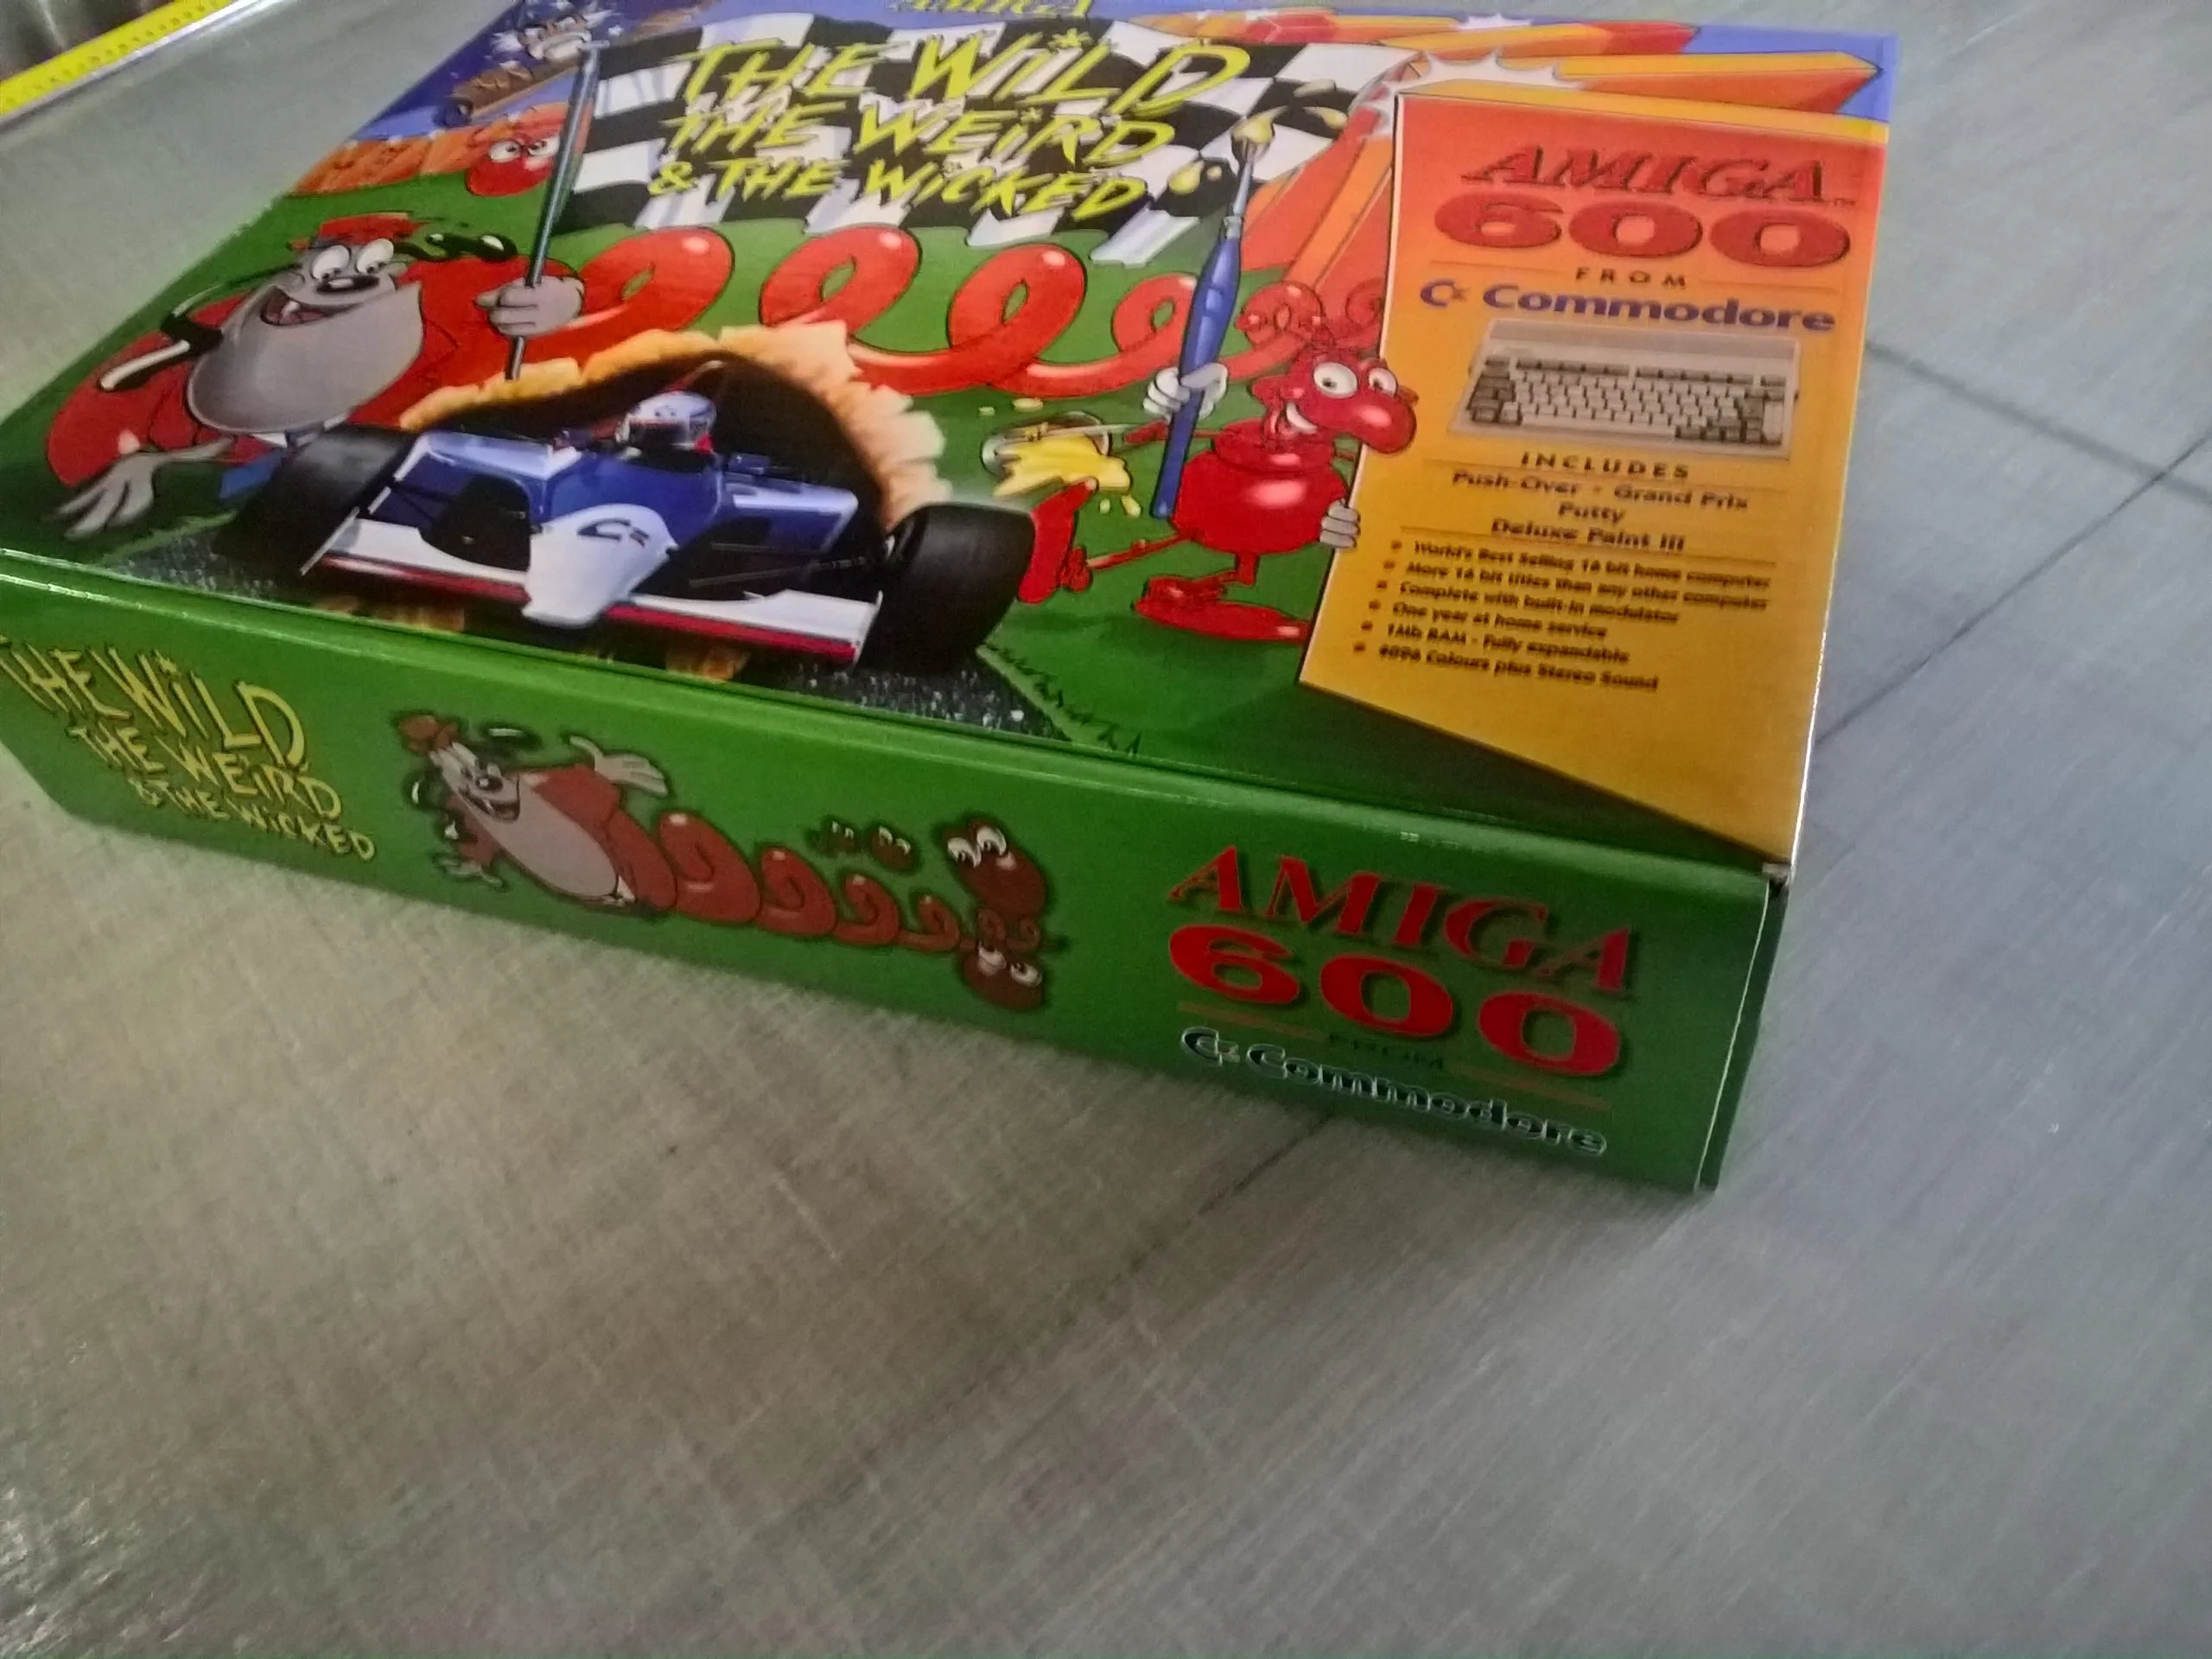 AMIGA
THE WILD
THE WEIRD
& THE WICKED
AMIGA™
600
FROM
Commodore
INCLUDES
Push-Over - Grand Prix
Putty
Deluxe Paint III
World's Best Selling 16 bit home computer
More 16 bit titles than any other computer
Complete with built-in modulator
One year at home service
1Mb RAM - Fully expandable
4096 Colours plus Stereo Sound
THE WILD
THE WEIRD
& THE WICKED
AMIGA
600
FROM
Commodore